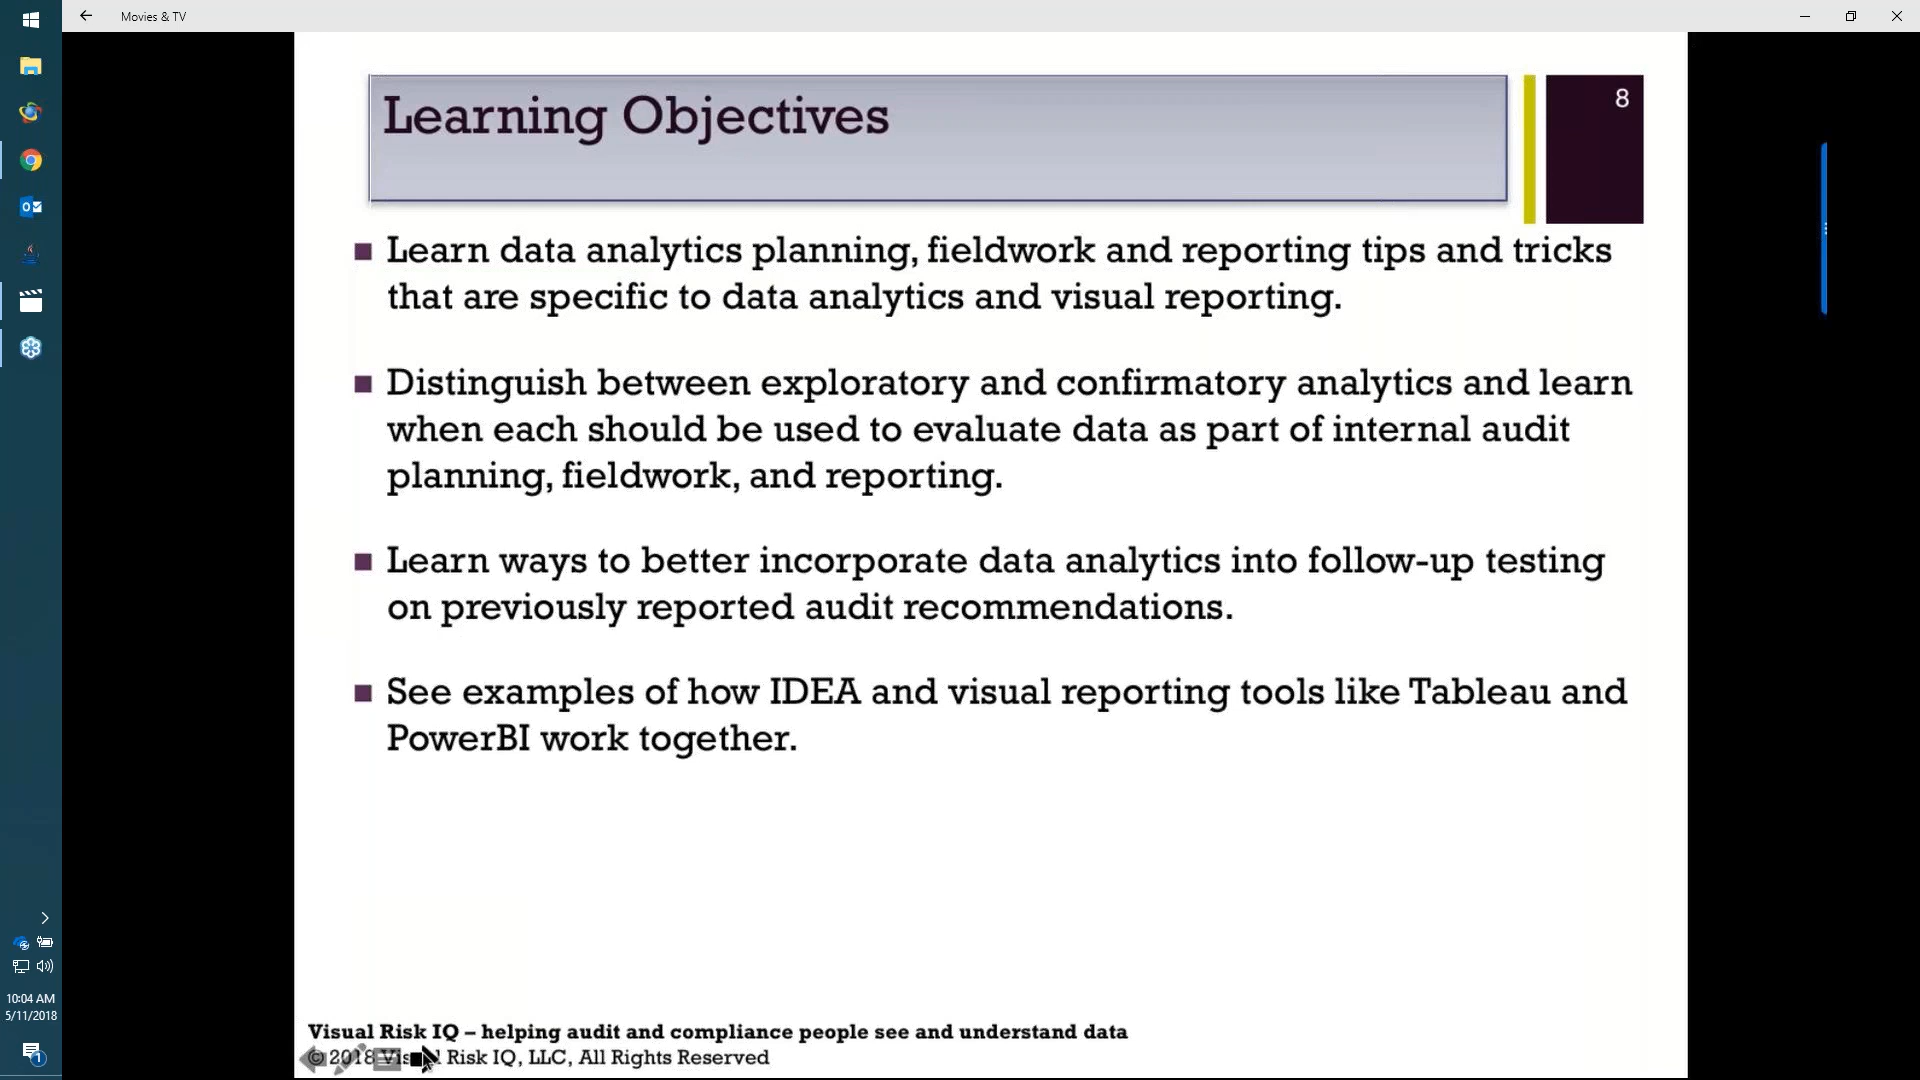 Movies & TV
Learning Objectives
8
Learn data analytics planning, fieldwork and reporting tips and tricks
that are specific to data analytics and visual reporting.
Distinguish between exploratory and confirmatory analytics and learn
when each should be used to evaluate data as part of internal audit
planning, fieldwork, and reporting.
Learn ways to better incorporate data analytics into follow-up testing
on previously reported audit recommendations.
See examples of how IDEA and visual reporting tools like Tableau and
PowerBI work together.
10:04 AM
5/11/2018
1
Visual Risk IQ – helping audit and compliance people see and understand data
© 2018 Visual Risk IQ, LLC, All Rights Reserved